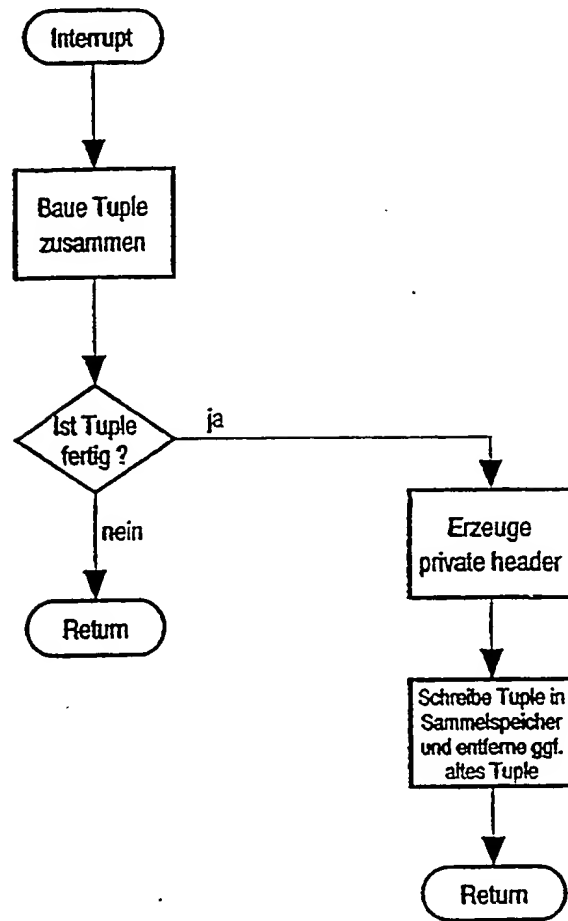 Interrupt
Baue Tuple
zusammen
Ist Tuple
fertig ?
ja
nein
Return
Erzeuge
private header
Schreibe Tuple in
Sammelspeicher
und entferne ggf.
altes Tuple
Return